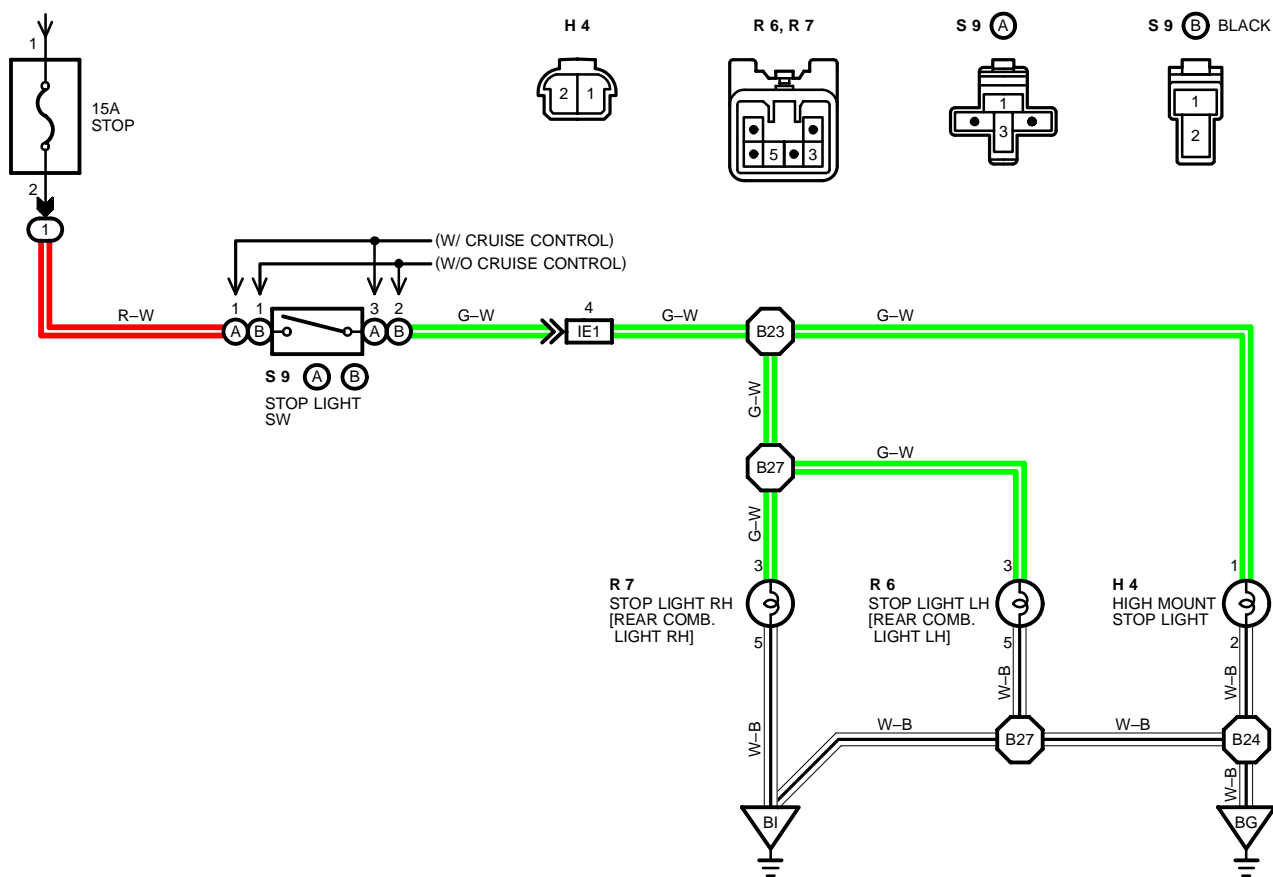 H 4
R 6, R 7
S 9 A
S 9 B BLACK
1
2 1
1
3
1
2
5 3
15A
STOP
2
1
(W/ CRUISE CONTROL)
(W/O CRUISE CONTROL)
1 1 3 2
R–W
A B
A B
G–W
4
IE1
G–W
B23
G–W
S 9 A B
STOP LIGHT
SW
G–W
B27
G–W
G–W
3
R 7
STOP LIGHT RH
[REAR COMB.
LIGHT RH]
5
3
R 6
STOP LIGHT LH
[REAR COMB.
LIGHT LH]
5
1
H 4
HIGH MOUNT
STOP LIGHT
2
W–B
W–B
W–B
W–B
B27
W–B
B24
W–B
BI
BG